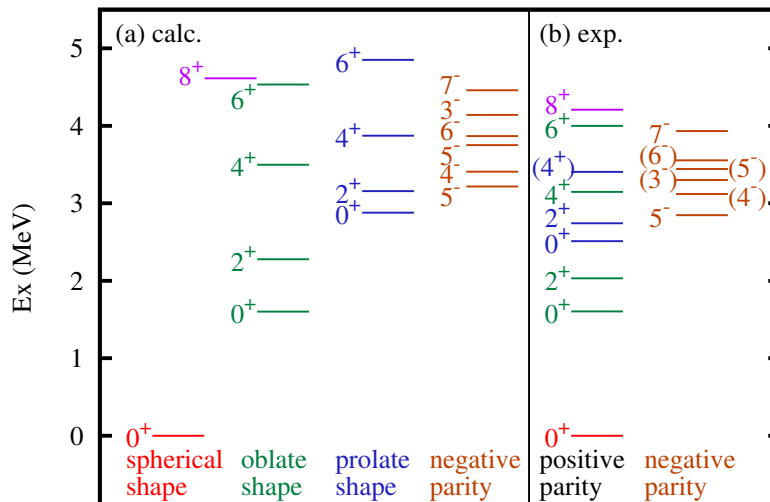 (a) calc.
(b) exp.
Ex (MeV)
5
4
3
2
1
0
8⁺
6⁺
4⁺
2⁺
0⁺
0⁺
6⁺
4⁺
2⁺
0⁺
7⁻
3⁻
6⁻
5⁻
4⁻
5⁻
8⁺
6⁺
(4⁺)
4⁺
2⁺
0⁺
2⁺
0⁺
0⁺
7⁻
(6⁻)
(5⁻)
(3⁻)
(4⁻)
5⁻
spherical
shape
oblate
shape
prolate
shape
negative
parity
positive
parity
negative
parity